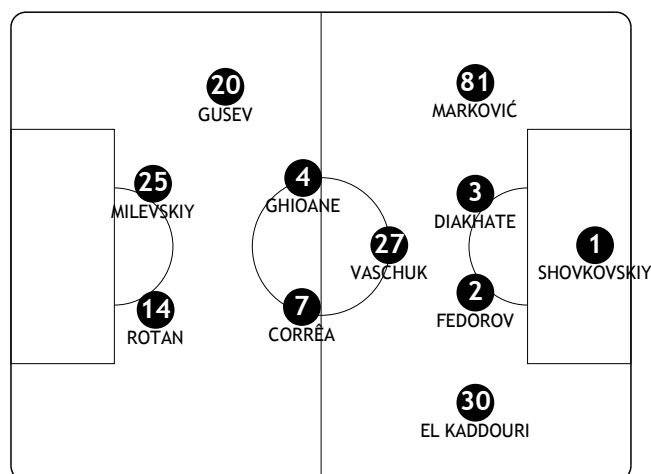 20
GUSEV
81
MARKOVIĆ
25
MILEVSKIY
4
GHIOANE
3
DIAKHATE
27
VASCHUK
1
SHOVKOVSKIY
14
ROTAN
7
CORRÊA
2
FEDOROV
30
EL KADDOURI